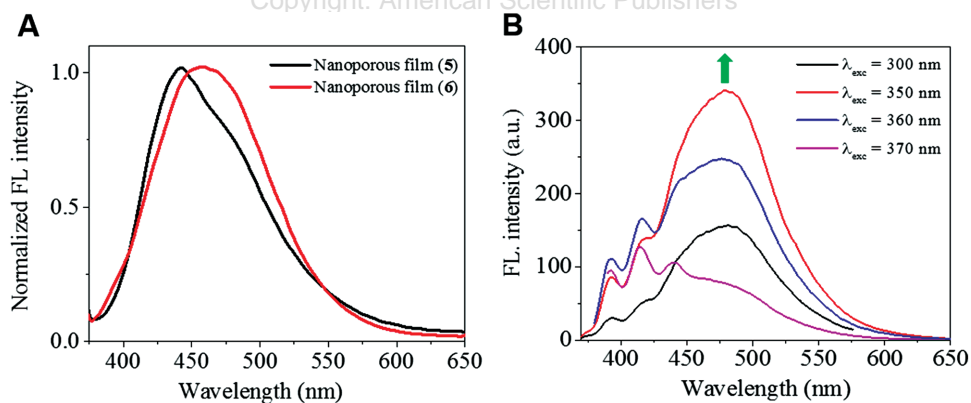 Copyright: American Scientific Publishers
A
B
Normalized FL intensity
1.0
0.5
0.0
400 450 500 550 600 650
Wavelength (nm)
Nanoporous film (5)
Nanoporous film (6)
FL. intensity (a.u.)
400
300
200
100
0
400 450 500 550 600 650
Wavelength (nm)
λexc = 300 nm
λexc = 350 nm
λexc = 360 nm
λexc = 370 nm